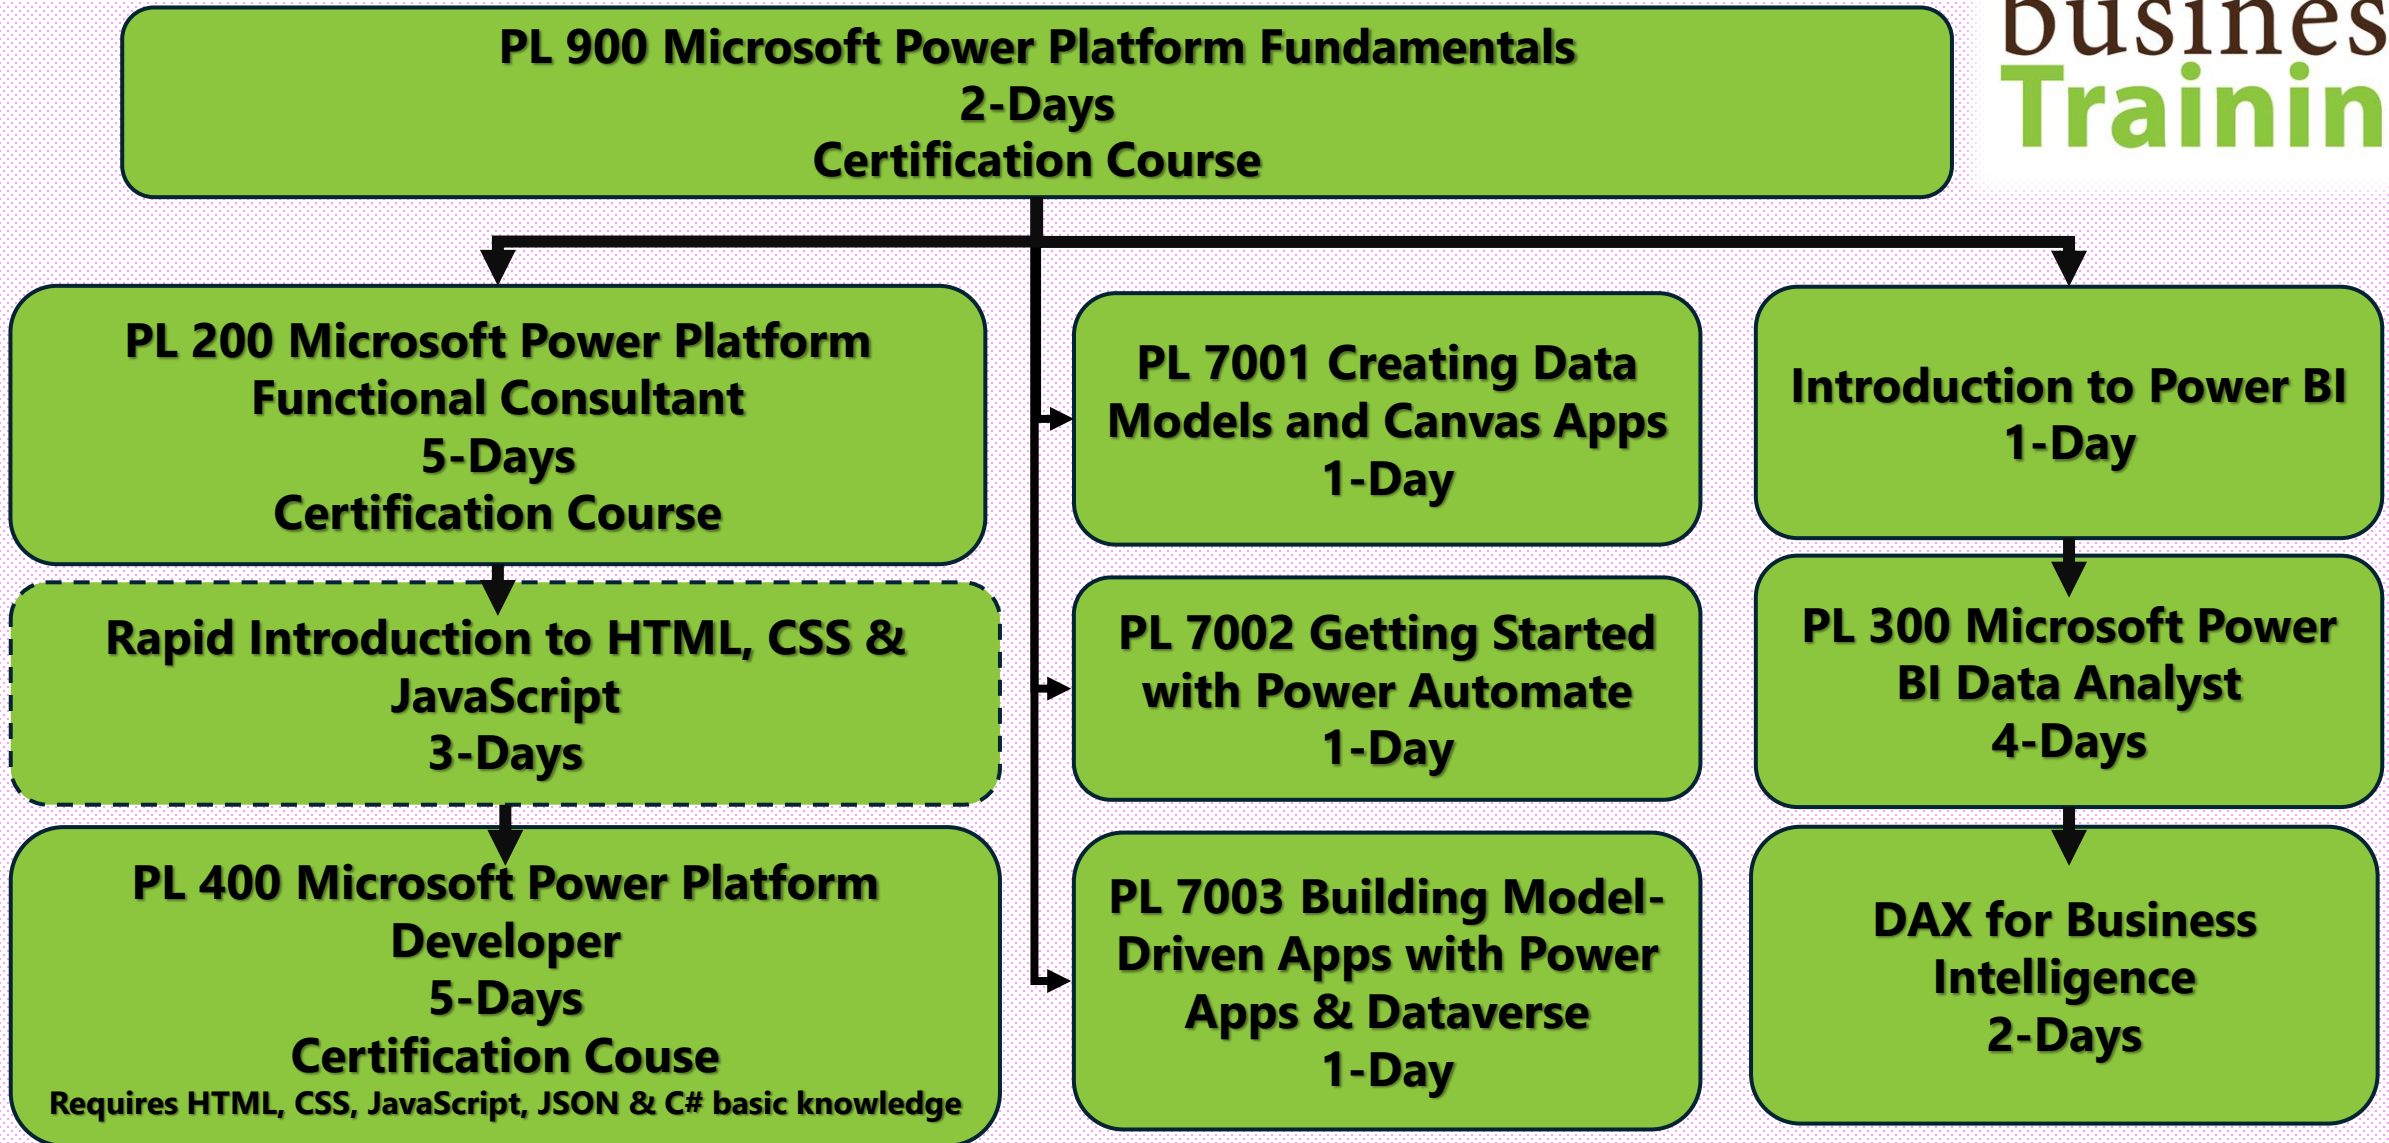 PL 900 Microsoft Power Platform Fundamentals
2-Days
Certification Course
busines
Trainin
PL 200 Microsoft Power Platform
Functional Consultant
5-Days
Certification Course
Rapid Introduction to HTML, CSS &
JavaScript
3-Days
PL 400 Microsoft Power Platform
Developer
5-Days
Certification Couse
Requires HTML, CSS, JavaScript, JSON & C# basic knowledge
PL 7001 Creating Data
Models and Canvas Apps
1-Day
PL 7002 Getting Started
with Power Automate
1-Day
PL 7003 Building Model-
Driven Apps with Power
Apps & Dataverse
1-Day
Introduction to Power BI
1-Day
PL 300 Microsoft Power
BI Data Analyst
4-Days
DAX for Business
Intelligence
2-Days